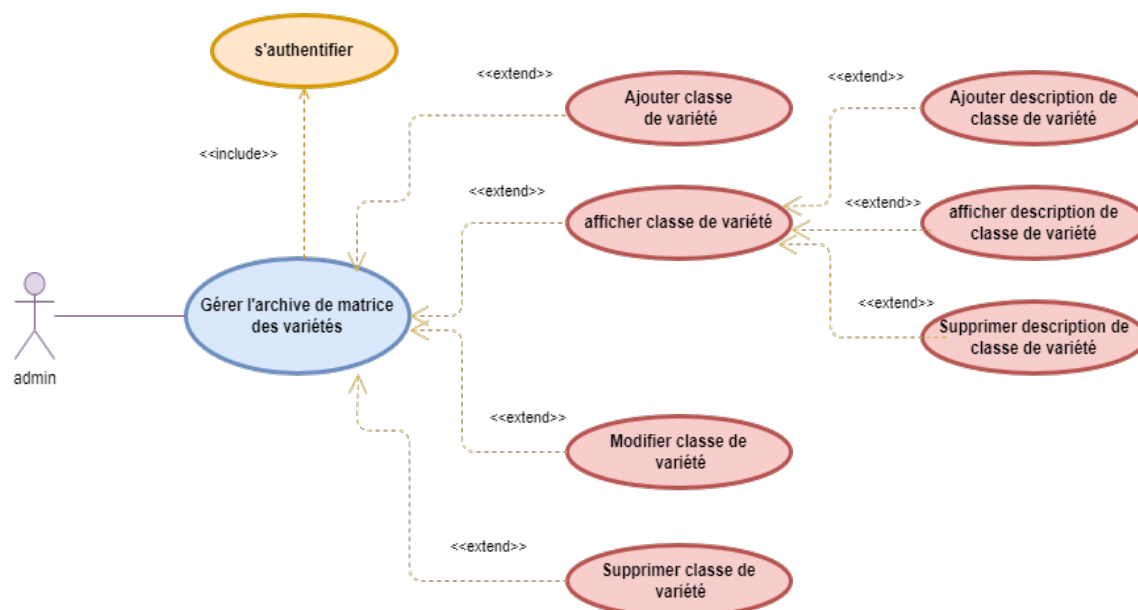 s'authentifier
<<include>>
<<extend>>
Ajouter classe
de variété
<<extend>>
Ajouter description de
classe de variété
<<extend>>
afficher classe de variété
<<extend>>
afficher description de
classe de variété
Gérer l'archive de matrice
des variétés
admin
<<extend>>
Supprimer description de
classe de variété
<<extend>>
Modifier classe de
variété
<<extend>>
Supprimer classe de
variété